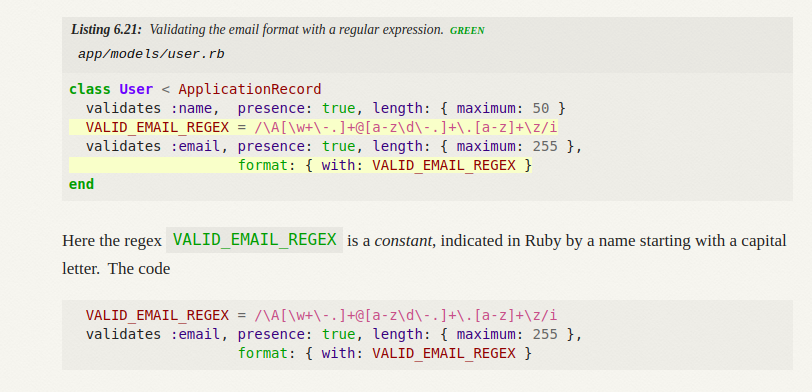 Listing 6.21: Validating the email format with a regular expression. GREEN
app/models/user.rb
class User < ApplicationRecord
  validates :name,  presence: true, length: { maximum: 50 }
  VALID_EMAIL_REGEX = /\A[\w+\-.]+@[a-z\d\-.]+\.[a-z]+\z/i
  validates :email, presence: true, length: { maximum: 255 },
                    format: { with: VALID_EMAIL_REGEX }
end
Here the regex VALID_EMAIL_REGEX is a constant, indicated in Ruby by a name starting with a capital
letter. The code
  VALID_EMAIL_REGEX = /\A[\w+\-.]+@[a-z\d\-.]+\.[a-z]+\z/i
  validates :email, presence: true, length: { maximum: 255 },
                    format: { with: VALID_EMAIL_REGEX }